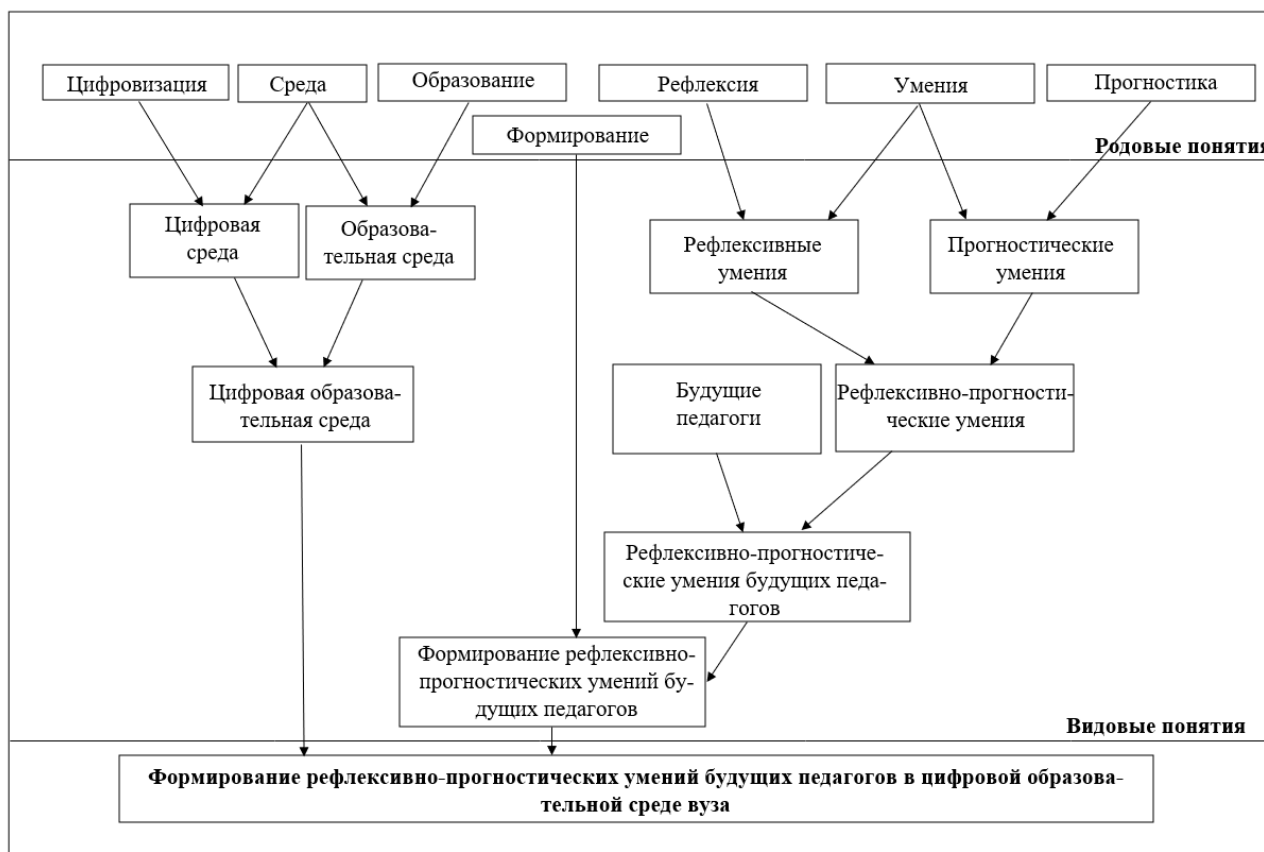 Цифровизация
Среда
Образование
Рефлексия
Умения
Прогностика
Формирование
Родовые понятия
Цифровая
среда
Образова-
тельная среда
Рефлексивные
умения
Прогностические
умения
Цифровая образова-
тельная среда
Будущие
педагоги
Рефлексивно-прогности-
ческие умения
Рефлексивно-прогностиче-
ские умения будущих педа-
гогов
Формирование рефлексивно-
прогностических умений бу-
дущих педагогов
Видовые понятия
Формирование рефлексивно-прогностических умений будущих педагогов в цифровой образова-
тельной среде вуза